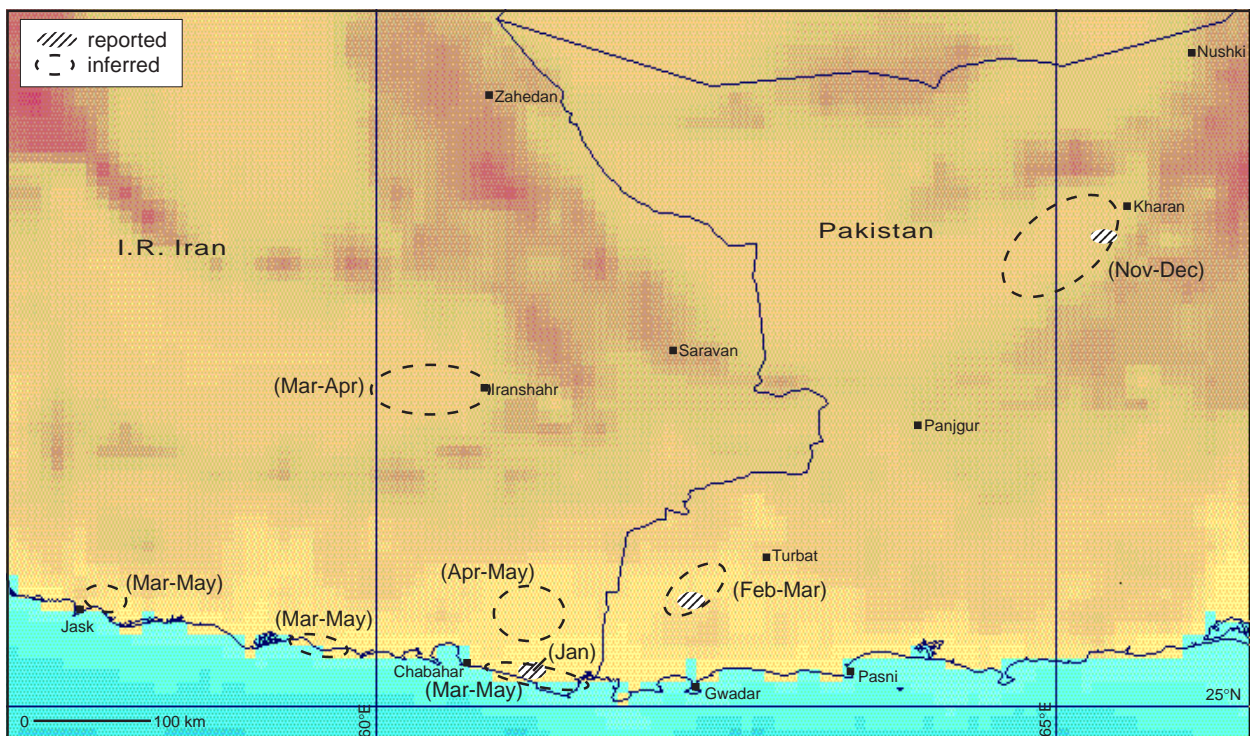 reported
inferred
Nushki
Zahedan
Kharan
Pakistan
I.R. Iran
(Nov-Dec)
Saravan
(Mar-Apr)
Iranshahr
Panjgur
Turbat
(Apr-May)
(Mar-May)
(Feb-Mar)
Jask
(Mar-May)
(Jan)
Chabahar
Pasni
(Mar-May)
Gwadar
25°N
0
100 km
60°E
65°E